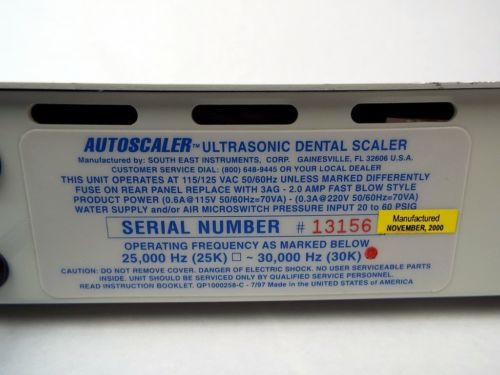 AUTOSCALER™ ULTRASONIC DENTAL SCALER
Manufactured by: SOUTH EAST INSTRUMENTS, CORP. GAINESVILLE, FL 32606 U.S.A.
CUSTOMER SERVICE DIAL: (800) 648-9445 OR YOUR LOCAL DEALER
THIS UNIT OPERATES AT 115/125 VAC 50/60Hz UNLESS MARKED DIFFERENTLY
FUSE ON REAR PANEL REPLACE WITH 3AG - 2.0 AMP FAST BLOW STYLE
PRODUCT POWER (0.6A@115V 50/60Hz=70VA) - (0.3A@220V 50/60Hz=70VA)
WATER SUPPLY and/or AIR MICROSWITCH PRESSURE INPUT 20 to 60 PSIG
SERIAL NUMBER # 13156
Manufactured
NOVEMBER, 2000
OPERATING FREQUENCY AS MARKED BELOW
25,000 Hz (25K) □ ~ 30,000 Hz (30K)
CAUTION: DO NOT REMOVE COVER. DANGER OF ELECTRIC SHOCK. NO USER SERVICEABLE PARTS
INSIDE. UNIT SHOULD BE SERVICED ONLY BY QUALIFIED SERVICE PERSONNEL.
READ INSTRUCTION BOOKLET. QP1000258-C - 7/97 Made in the UNITED STATES of AMERICA